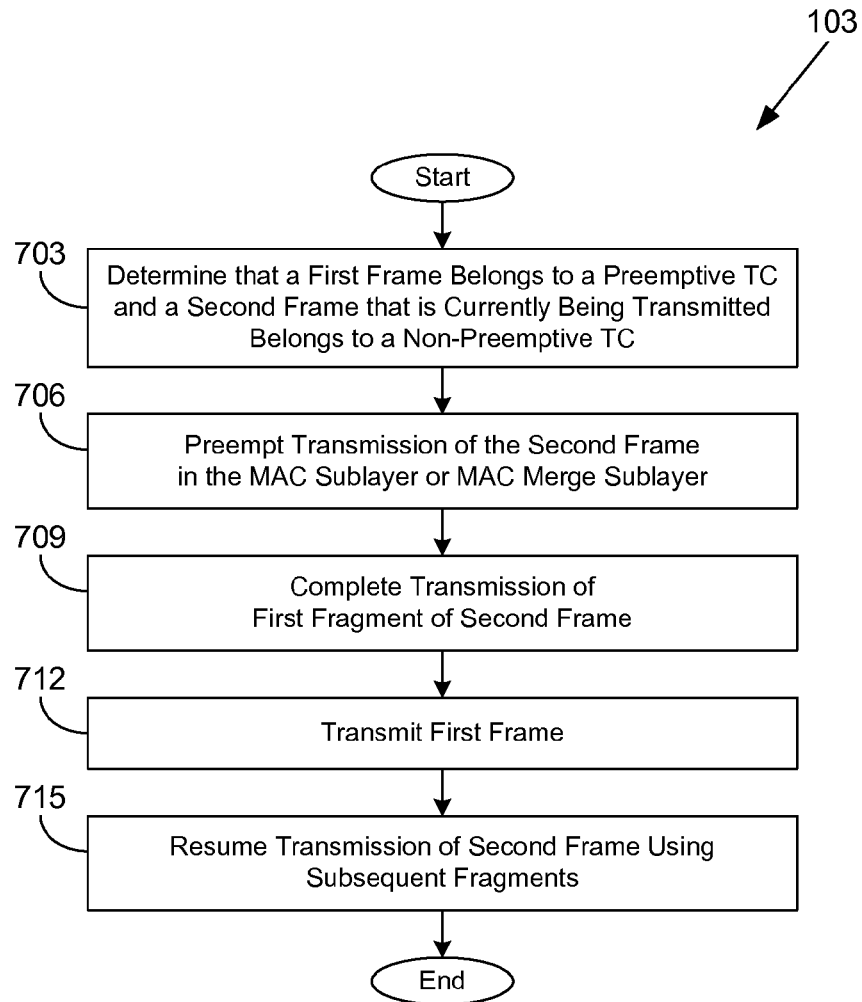 103
Start
703
Determine that a First Frame Belongs to a Preemptive TC
and a Second Frame that is Currently Being Transmitted
Belongs to a Non-Preemptive TC
706
Preempt Transmission of the Second Frame
in the MAC Sublayer or MAC Merge Sublayer
709
Complete Transmission of
First Fragment of Second Frame
712
Transmit First Frame
715
Resume Transmission of Second Frame Using
Subsequent Fragments
End